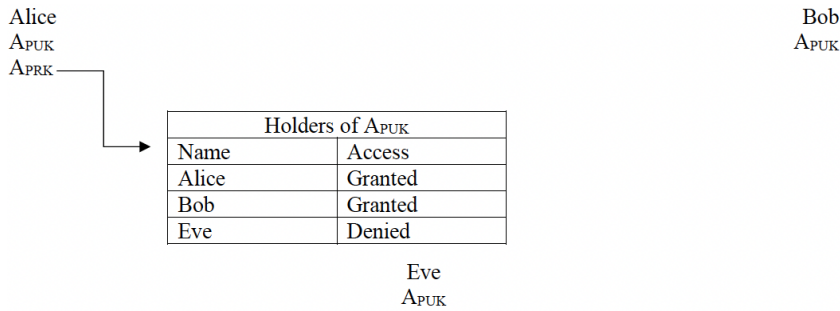 Alice Bob
APUK APUK
APRK
Holders of APUK
Name Access
Alice Granted
Bob Granted
Eve Denied
Eve
APUK